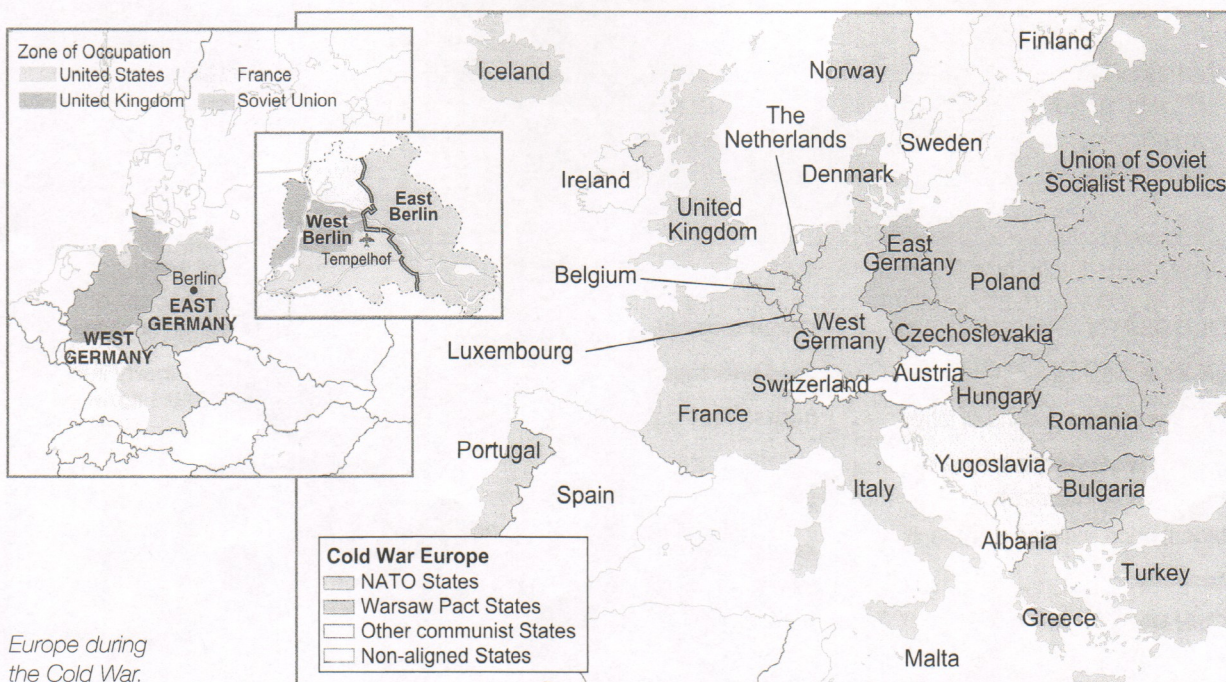 Zone of Occupation
United States
France
United Kingdom
Soviet Union
East
Berlin
West
Berlin
Tempelhof
Berlin
EAST
GERMANY
WEST
GERMANY
Iceland
Norway
Finland
The
Netherlands
Sweden
Denmark
Union of Soviet
Socialist Republics
Ireland
United
Kingdom
East
Germany
Poland
Belgium
Luxembourg
West
Germany
Czechoslovakia
Switzerland
Austria
Hungary
France
Romania
Portugal
Spain
Yugoslavia
Italy
Bulgaria
Albania
Turkey
Greece
Malta
Cold War Europe
NATO States
Warsaw Pact States
Other communist States
Non-aligned States
Europe during
the Cold War.